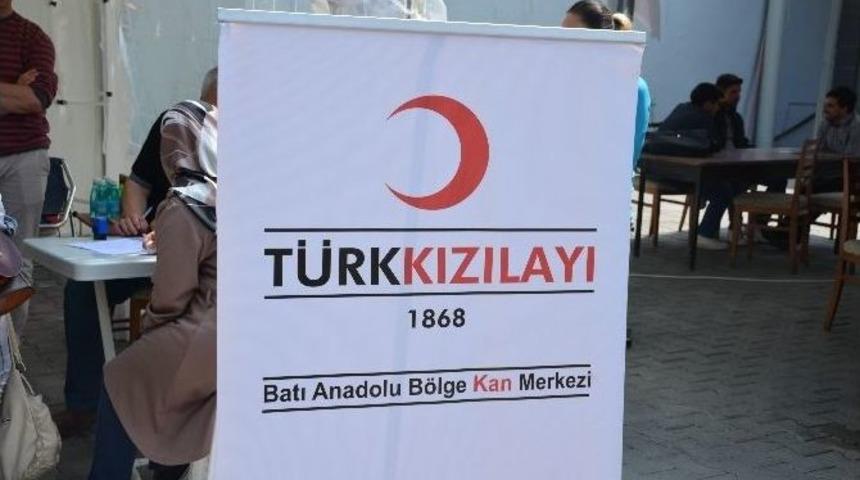 TÜRKKIZILAYI
1868
Batı Anadolu Bölge Kan Merkezi